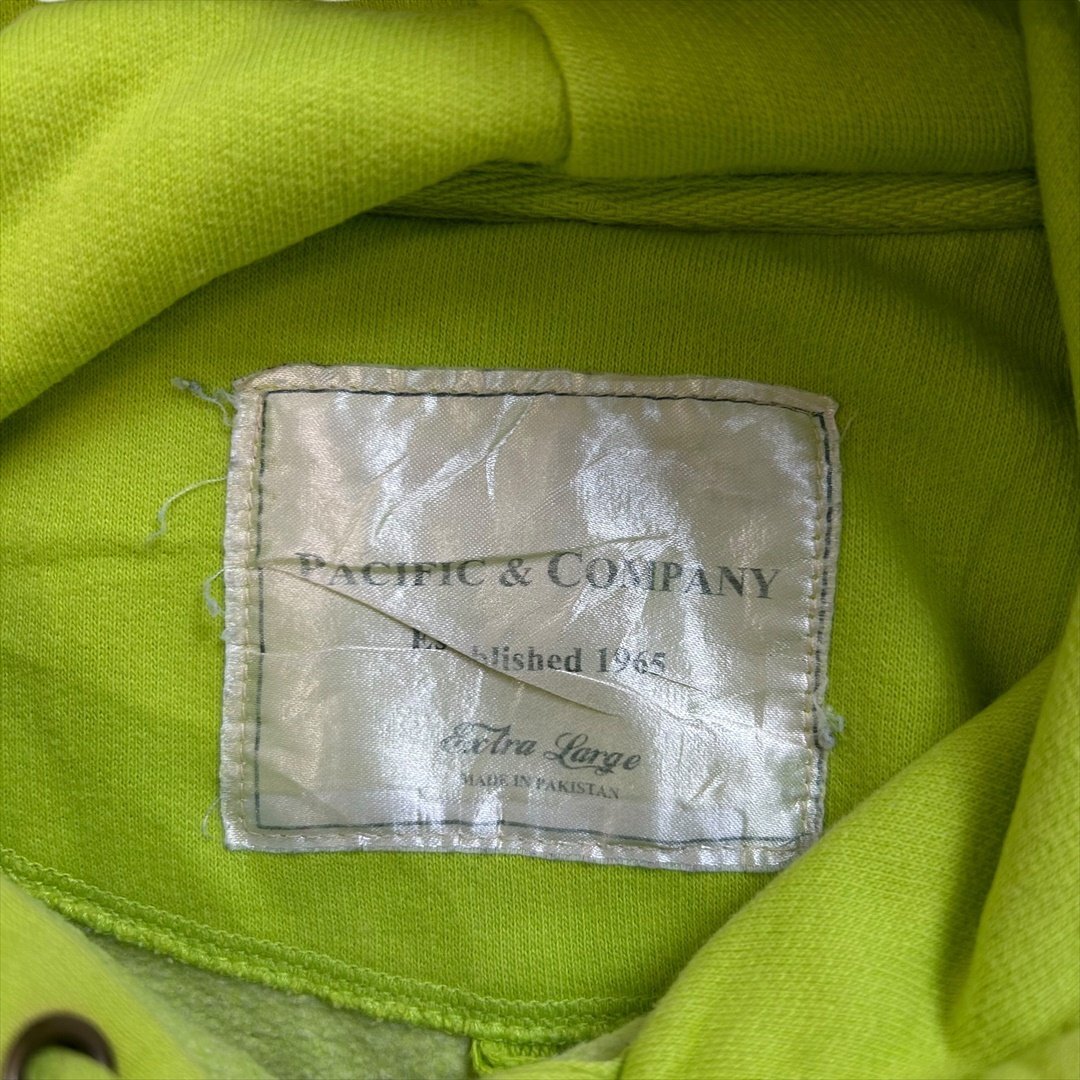 PACIFIC & COMPANY
Established 1965
Extra Large
MADE IN PAKISTAN